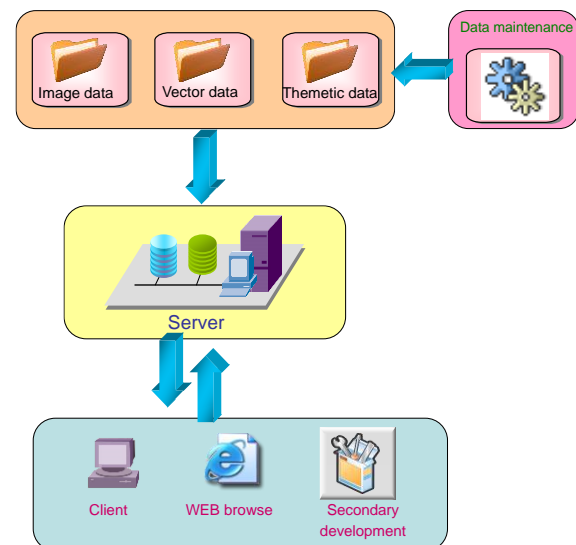 Data maintenance
Image data
Vector data
Themetic data
Server
Client
WEB browse
Secondary
development